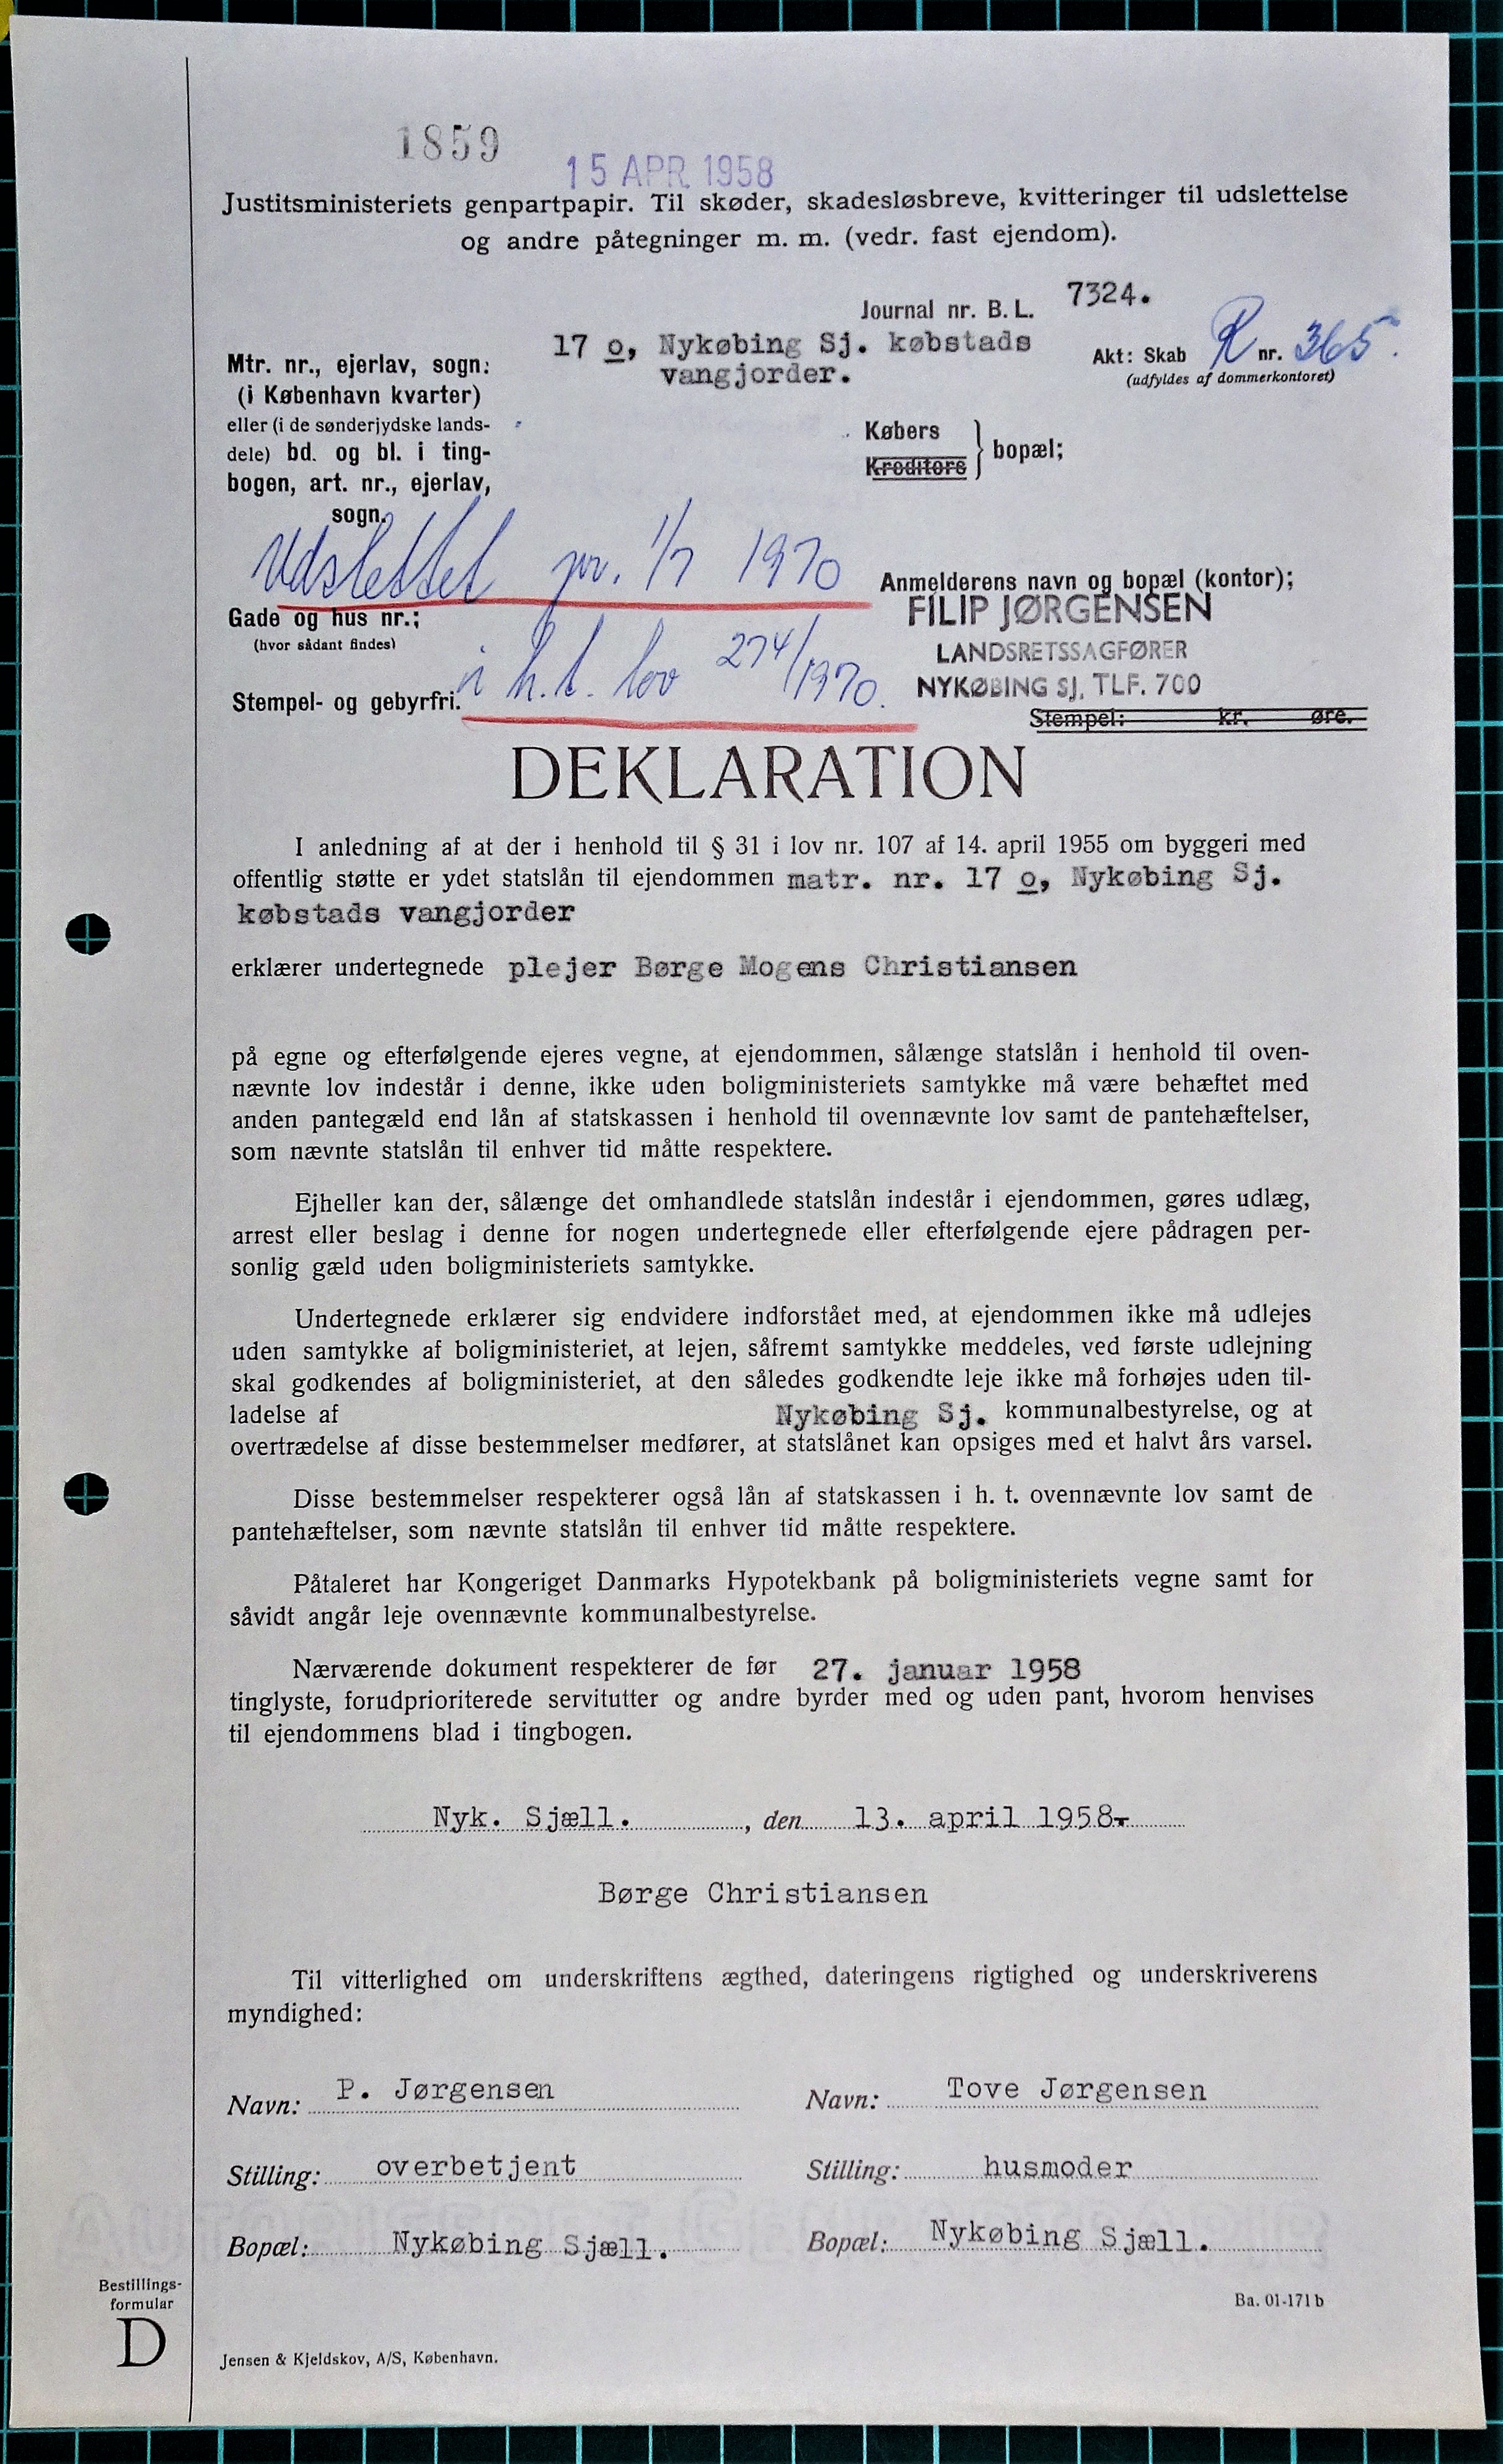 1859
15 APR. 1958
Justitsministeriets genpartpapir. Til skøder, skadesløsbreve, kvitteringer til udslettelse
og andre påtegninger m. m. (vedr. fast ejendom).
Journal nr. B. L. 7324.
Mtr. nr., ejerlav, sogn:
(i København kvarter)
eller (i de sønderjydske lands-
dele) bd. og bl. i ting-
bogen, art. nr., ejerlav,
sogn.
17 o, Nykøbing Sj. købstads
vangjorder.
Akt: Skab R nr. 365.
(udfyldes af dommerkontoret)
Købers
Kreditors
bopæl;
Udslettet pr. 1/7 1970
Anmelderens navn og bopæl (kontor);
FILIP JØRGENSEN
Gade og hus nr.;
(hvor sådant findes)
i h.t. lov 274/1970.
LANDSRETSSAGFØRER
NYKØBING SJ. TLF. 700
Stempel- og gebyrfri.
Stempel: kr. øre.
DEKLARATION
I anledning af at der i henhold til § 31 i lov nr. 107 af 14. april 1955 om byggeri med
offentlig støtte er ydet statslån til ejendommen matr. nr. 17 o, Nykøbing Sj.
købstads vangjorder
erklærer undertegnede plejer Børge Mogens Christiansen
på egne og efterfølgende ejeres vegne, at ejendommen, sålænge statslån i henhold til oven-
nævnte lov indestår i denne, ikke uden boligministeriets samtykke må være behæftet med
anden pantegæld end lån af statskassen i henhold til ovennævnte lov samt de pantehæftelser,
som nævnte statslån til enhver tid måtte respektere.
Ejheller kan der, sålænge det omhandlede statslån indestår i ejendommen, gøres udlæg,
arrest eller beslag i denne for nogen undertegnede eller efterfølgende ejere pådragen per-
sonlig gæld uden boligministeriets samtykke.
Undertegnede erklærer sig endvidere indforstået med, at ejendommen ikke må udlejes
uden samtykke af boligministeriet, at lejen, såfremt samtykke meddeles, ved første udlejning
skal godkendes af boligministeriet, at den således godkendte leje ikke må forhøjes uden til-
ladelse af Nykøbing Sj. kommunalbestyrelse, og at
overtrædelse af disse bestemmelser medfører, at statslånet kan opsiges med et halvt års varsel.
Disse bestemmelser respekterer også lån af statskassen i h. t. ovennævnte lov samt de
pantehæftelser, som nævnte statslån til enhver tid måtte respektere.
Påtaleret har Kongeriget Danmarks Hypotekbank på boligministeriets vegne samt for
såvidt angår leje ovennævnte kommunalbestyrelse.
Nærværende dokument respekterer de før 27. januar 1958
tinglyste, forudprioriterede servitutter og andre byrder med og uden pant, hvorom henvises
til ejendommens blad i tingbogen.
Nyk. Sjæll. , den 13. april 1958-
Børge Christiansen
Til vitterlighed om underskriftens ægthed, dateringens rigtighed og underskriverens
myndighed:
Navn: P. Jørgensen Navn: Tove Jørgensen
Stilling: overbetjent Stilling: husmoder
Bopæl: Nykøbing Sjæll. Bopæl: Nykøbing Sjæll.
Bestillings-
formular
D
Ba. 01-171 b
Jensen & Kjeldskov, A/S, København.